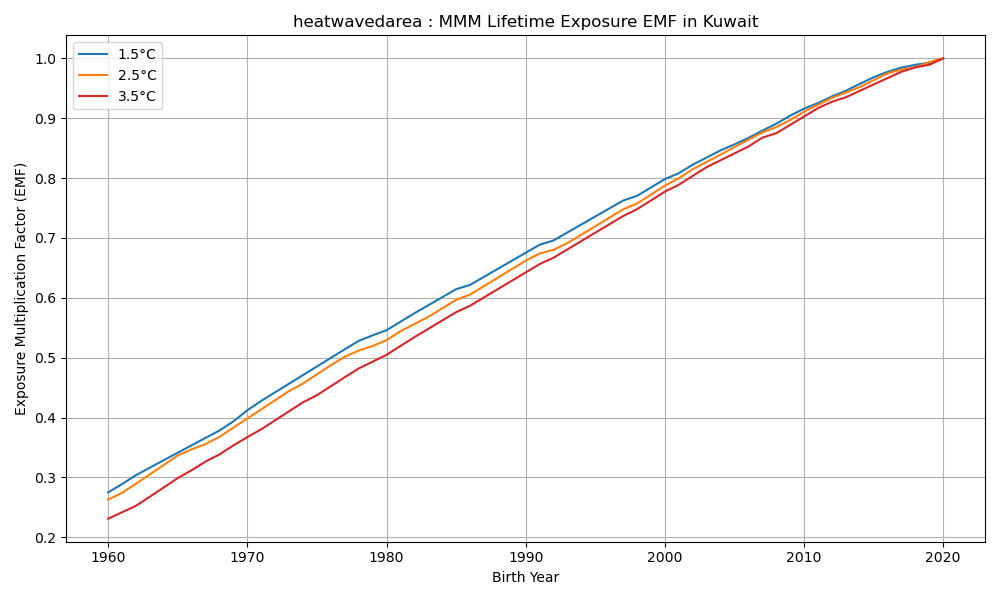 heatwavedarea : MMM Lifetime Exposure EMF in Kuwait
1.5°C
2.5°C
3.5°C
Exposure Multiplication Factor (EMF)
1.0
0.9
0.8
0.7
0.6
0.5
0.4
0.3
0.2
1960 1970 1980 1990 2000 2010 2020
Birth Year